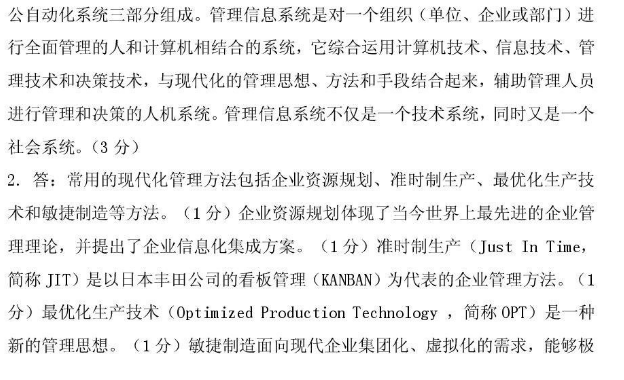 公自动化系统三部分组成。管理信息系统是对一个组织（单位、企业或部门）进
行全面管理的人和计算机相结合的系统，它综合运用计算机技术、信息技术、管
理技术和决策技术，与现代化的管理思想、方法和手段结合起来，辅助管理人员
进行管理和决策的人机系统。管理信息系统不仅是一个技术系统，同时又是一个
社会系统。（3 分）
2. 答：常用的现代化管理方法包括企业资源规划、准时制生产、最优化生产技
术和敏捷制造等方法。（1 分）企业资源规划体现了当今世界上最先进的企业管
理理论，并提出了企业信息化集成方案。（1 分）准时制生产（Just In Time，
简称 JIT）是以日本丰田公司的看板管理（KANBAN）为代表的企业管理方法。（1
分）最优化生产技术（Optimized Production Technology ，简称 OPT）是一种
新的管理思想。（1 分）敏捷制造面向现代企业集团化、虚拟化的需求，能够极